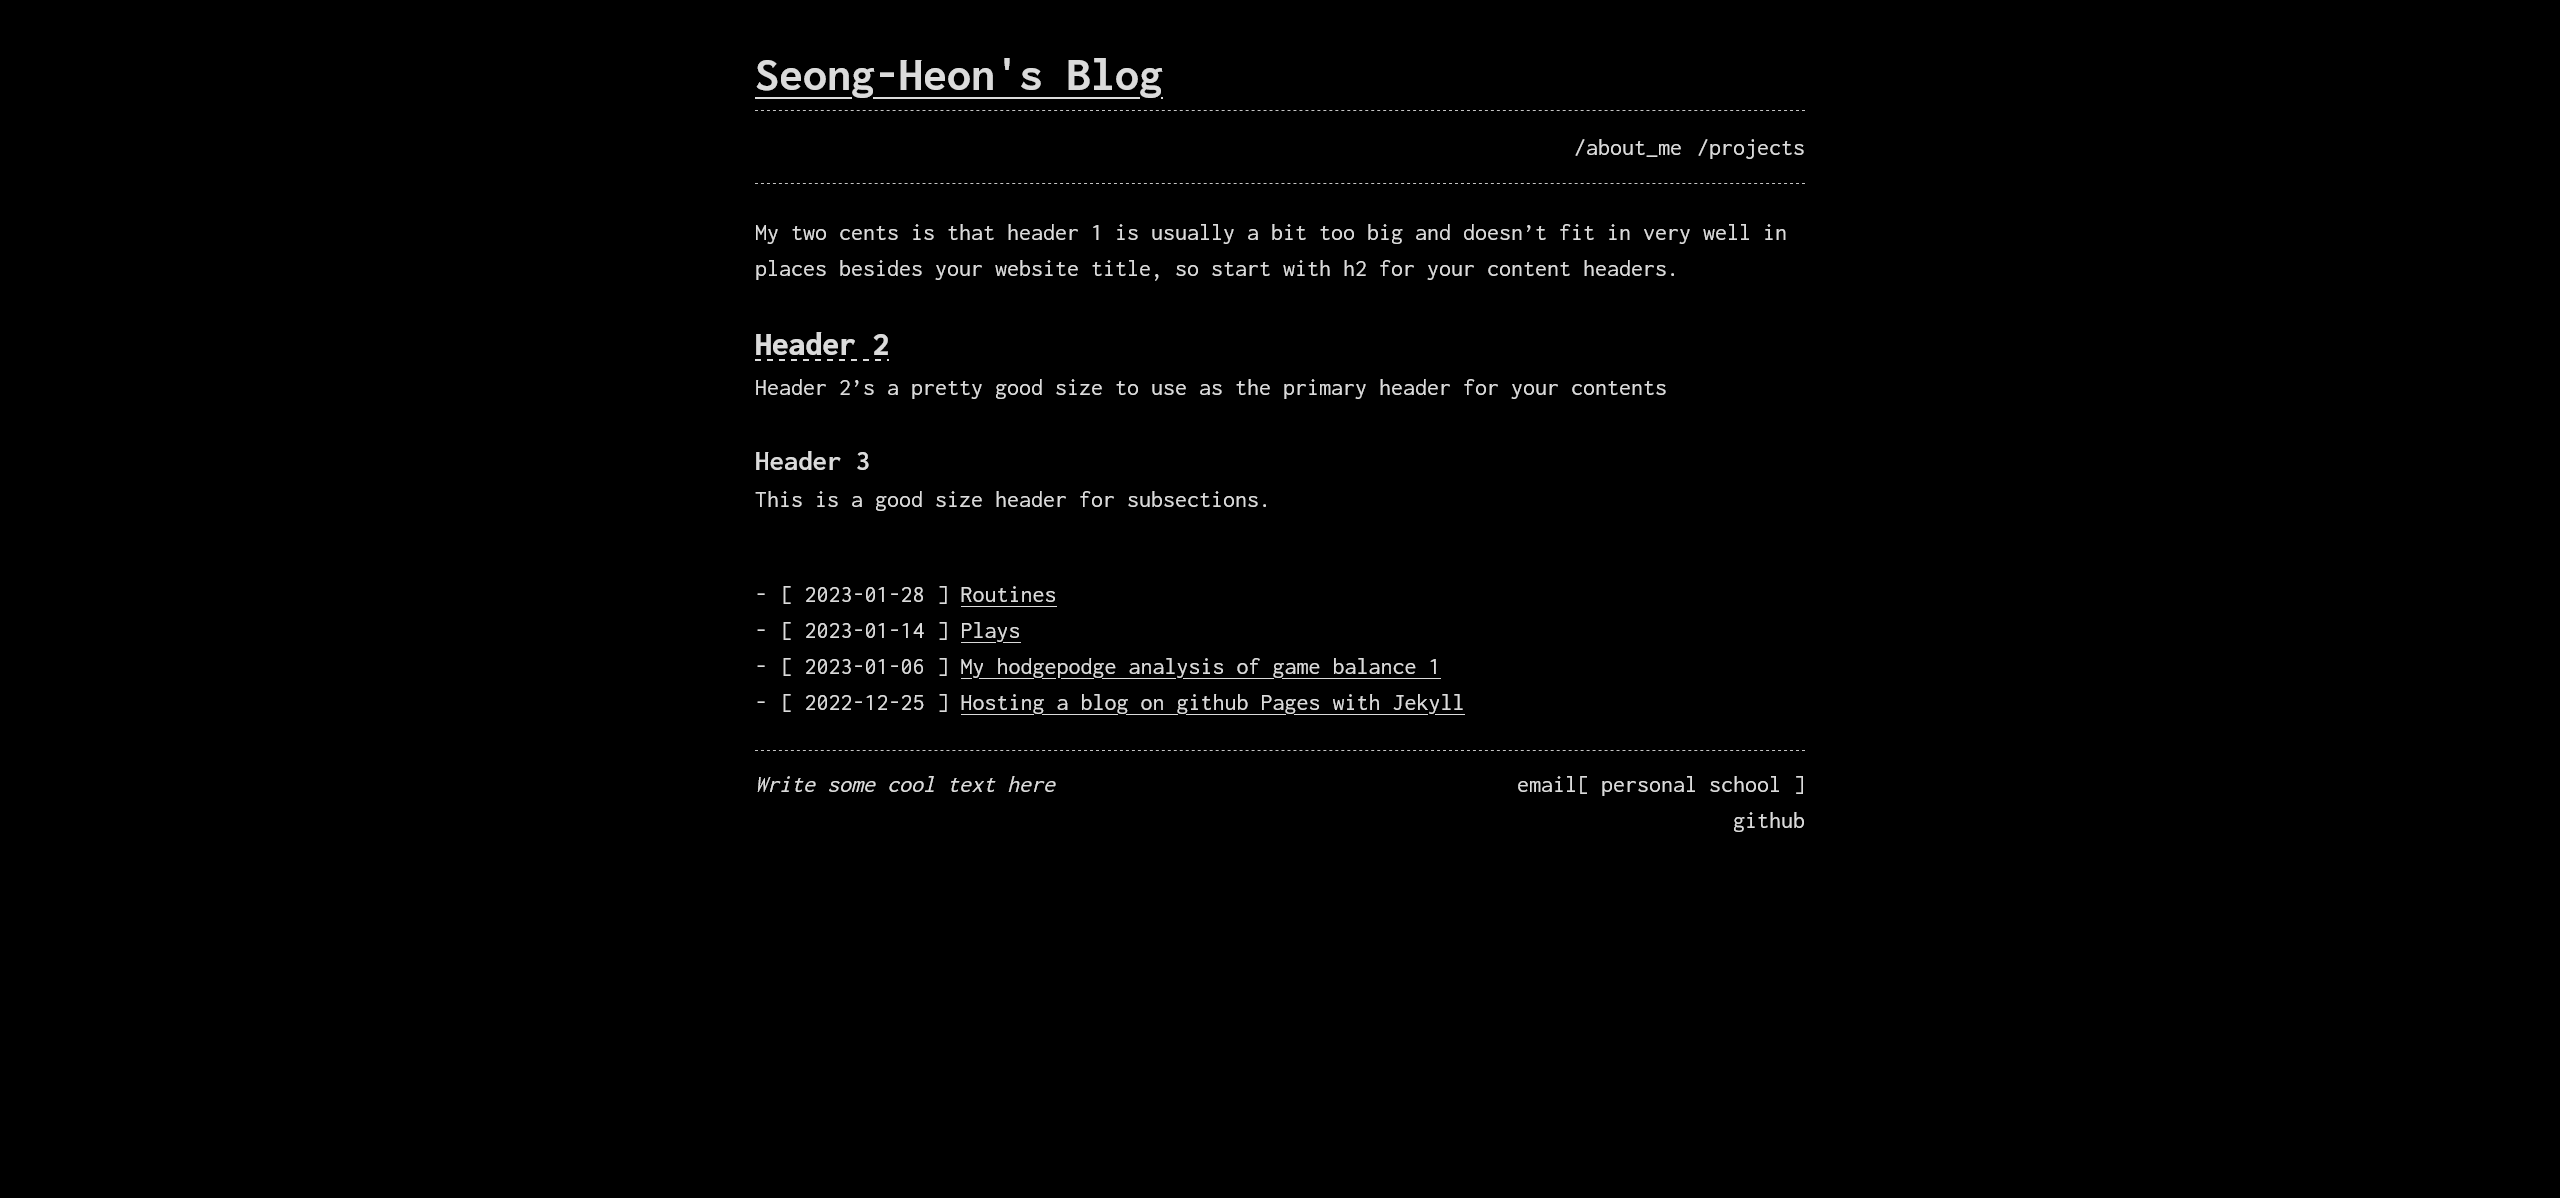 Seong-Heon's Blog
/about_me /projects
My two cents is that header 1 is usually a bit too big and doesn’t fit in very well in
places besides your website title, so start with h2 for your content headers.
Header 2
Header 2’s a pretty good size to use as the primary header for your contents
Header 3
This is a good size header for subsections.
- [ 2023-01-28 ] Routines
- [ 2023-01-14 ] Plays
- [ 2023-01-06 ] My hodgepodge analysis of game balance 1
- [ 2022-12-25 ] Hosting a blog on github Pages with Jekyll
Write some cool text here
email[ personal school ]
github